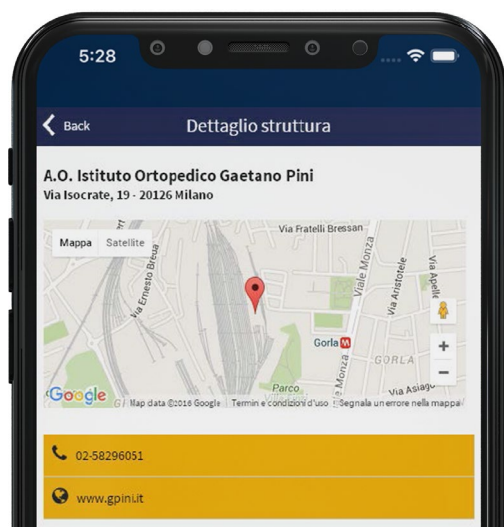 5:28
Back
Dettaglio struttura
A.O. Istituto Ortopedico Gaetano Pini
Via Isocrate, 19 - 20126 Milano
Mappa
Satellite
Via Fratelli Bressan
Via Ernesto Breda
Viale Monza
Via Aristotele
Via Apelle
Gorla M
GORLA
Parco
Monza
Via Asiago
Google
Map data ©2016 Google
Termini e condizioni d'uso
Segnala un errore nella mappa
02-58296051
www.gpini.it